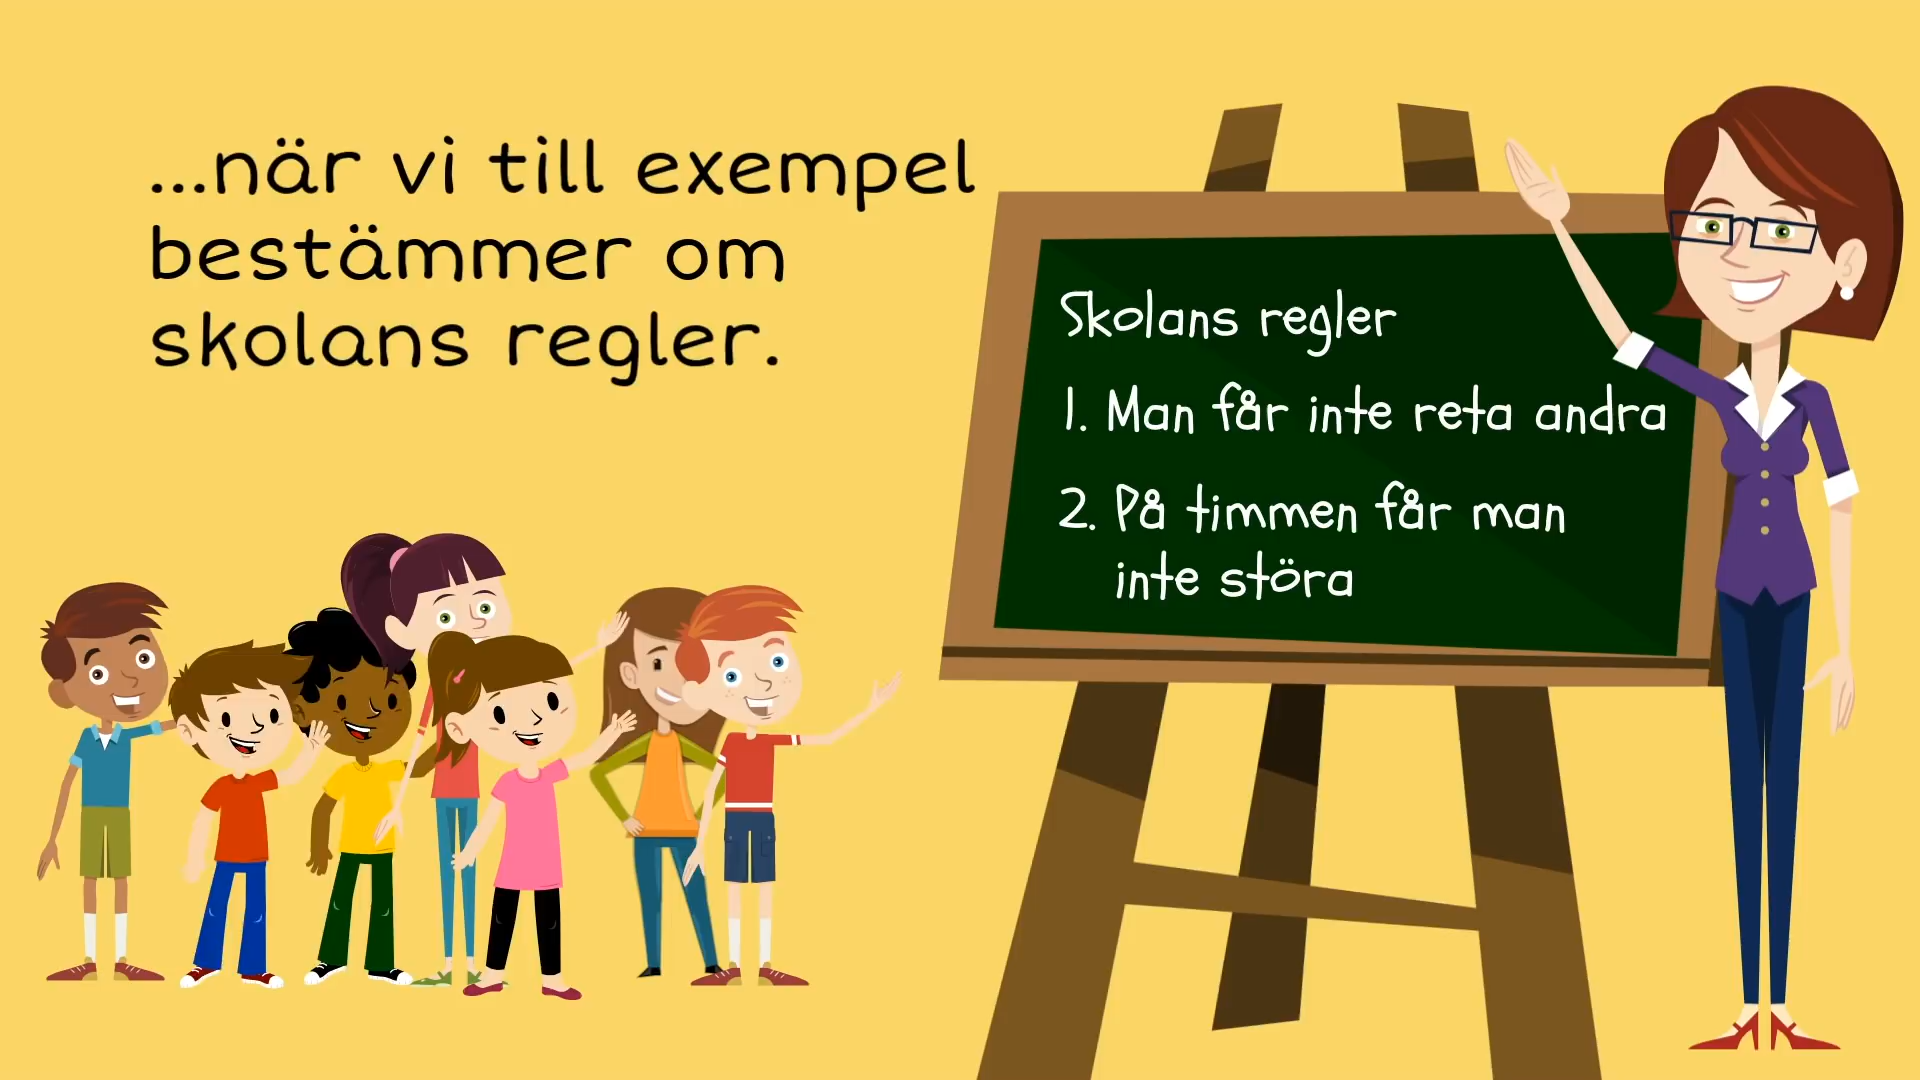 ...när vi till exempel
bestämmer om
skolans regler.
Skolans regler
1. Man får inte reta andra
2. På timmen får man
inte störa